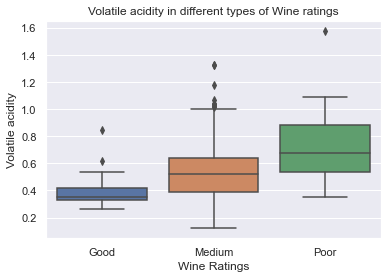 Volatile acidity in different types of Wine ratings
1.6
1.4
1.2
1.0
0.8
0.6
0.4
0.2
Volatile acidity
Good Medium Poor
Wine Ratings